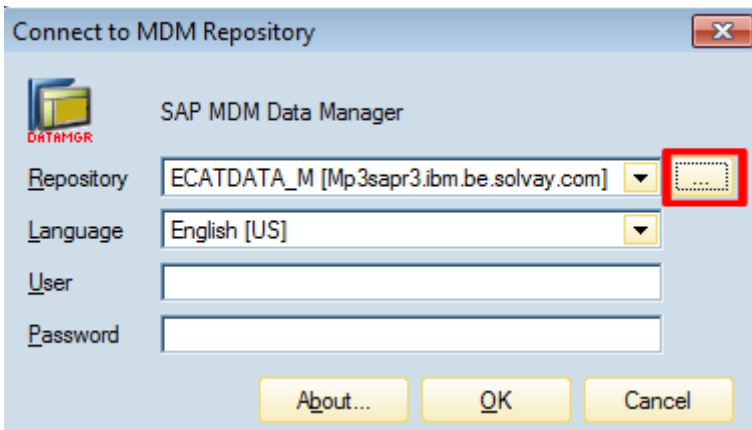 Connect to MDM Repository
DATAMGR
SAP MDM Data Manager
Repository ECATDATA_M [Mp3sapr3.ibm.be.solvay.com] ...
Language English [US]
User
Password
About... OK Cancel